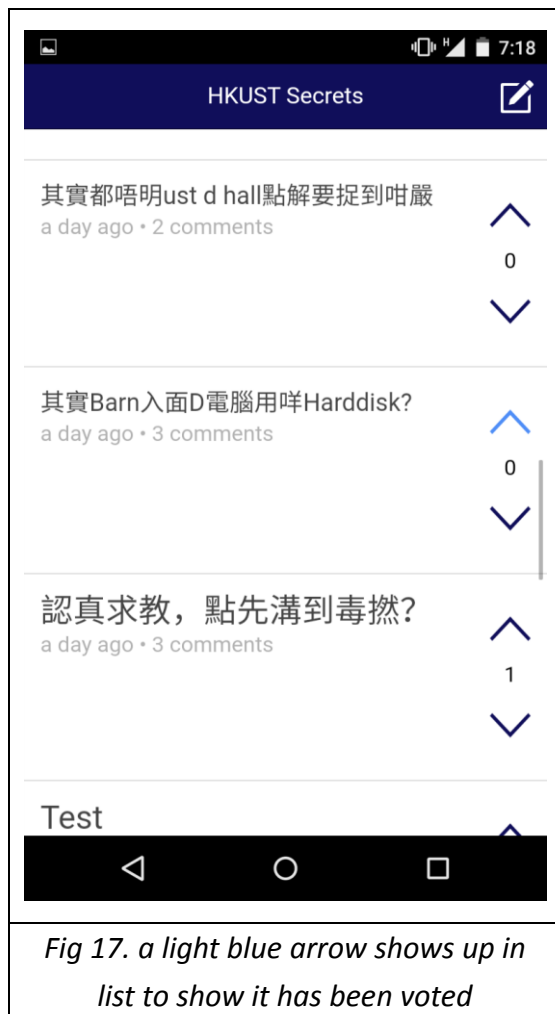 H 7:18
HKUST Secrets
其實都唔明ust d hall點解要捉到咁嚴
a day ago • 2 comments
0
其實Barn入面D電腦用咩Harddisk?
a day ago • 3 comments
0
認真求教，點先溝到毒撚?
a day ago • 3 comments
1
Test
Fig 17. a light blue arrow shows up in
list to show it has been voted